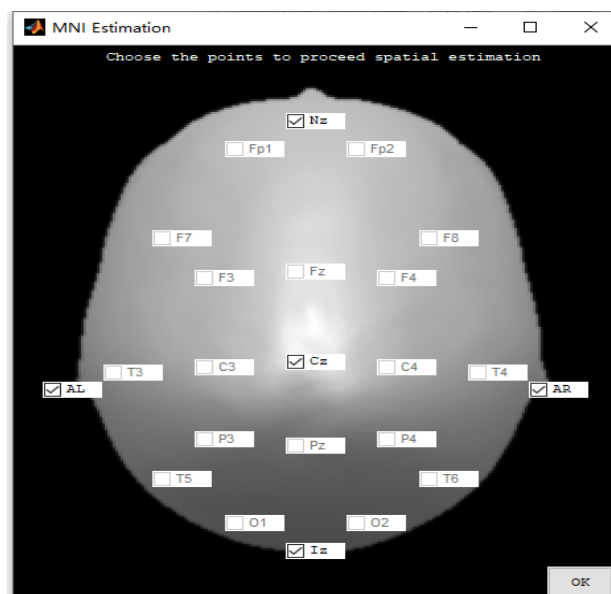 MNI Estimation
Choose the points to proceed spatial estimation
Nz
Fp1 Fp2
F7 F8
Fz
F3 F4
Cz
C3 C4
T3 T4
AL AR
P3 P4
Pz
T5 T6
O1 O2
Iz
OK